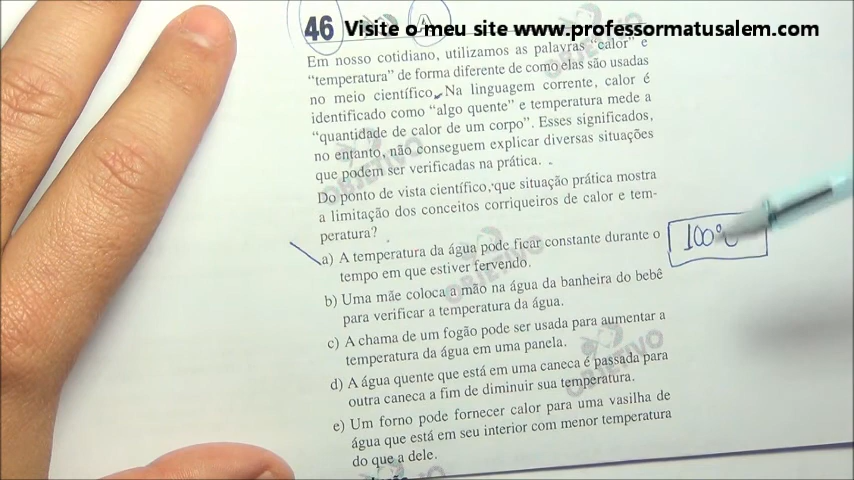 46 Visite o meu site www.professormatusalem.com
A
Em nosso cotidiano, utilizamos as palavras “calor” e
“temperatura” de forma diferente de como elas são usadas
no meio científico. Na linguagem corrente, calor é
identificado como “algo quente” e temperatura mede a
“quantidade de calor de um corpo”. Esses significados,
no entanto, não conseguem explicar diversas situações
que podem ser verificadas na prática.
Do ponto de vista científico, que situação prática mostra
a limitação dos conceitos corriqueiros de calor e tem-
peratura?
a) A temperatura da água pode ficar constante durante o
tempo em que estiver fervendo.
100°C
b) Uma mãe coloca a mão na água da banheira do bebê
para verificar a temperatura da água.
c) A chama de um fogão pode ser usada para aumentar a
temperatura da água em uma panela.
d) A água quente que está em uma caneca é passada para
outra caneca a fim de diminuir sua temperatura.
e) Um forno pode fornecer calor para uma vasilha de
água que está em seu interior com menor temperatura
do que a dele.
OBJETIVO
OBJETIVO
OBJETIVO
OBJETIVO